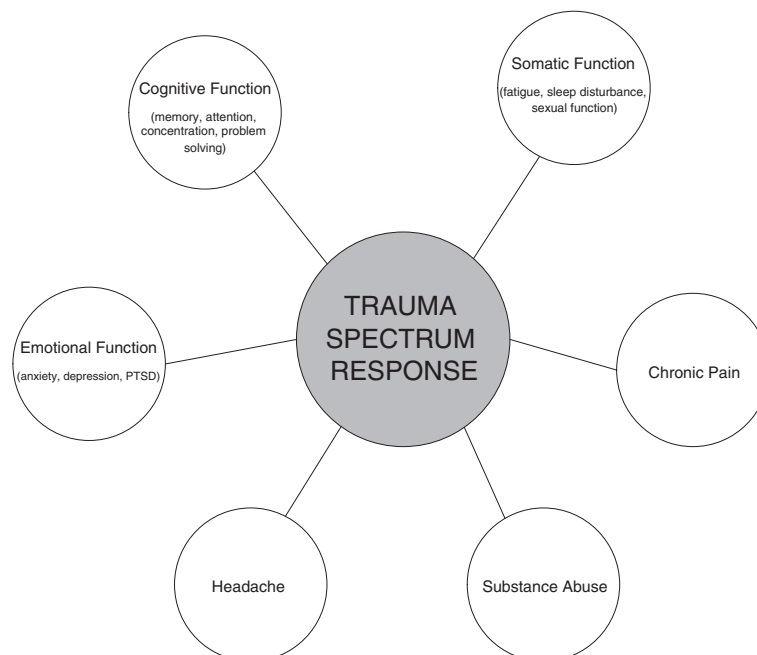 Cognitive Function
(memory, attention,
concentration, problem
solving)
Somatic Function
(fatigue, sleep disturbance,
sexual function)
TRAUMA
SPECTRUM
RESPONSE
Emotional Function
(anxiety, depression, PTSD)
Chronic Pain
Headache
Substance Abuse